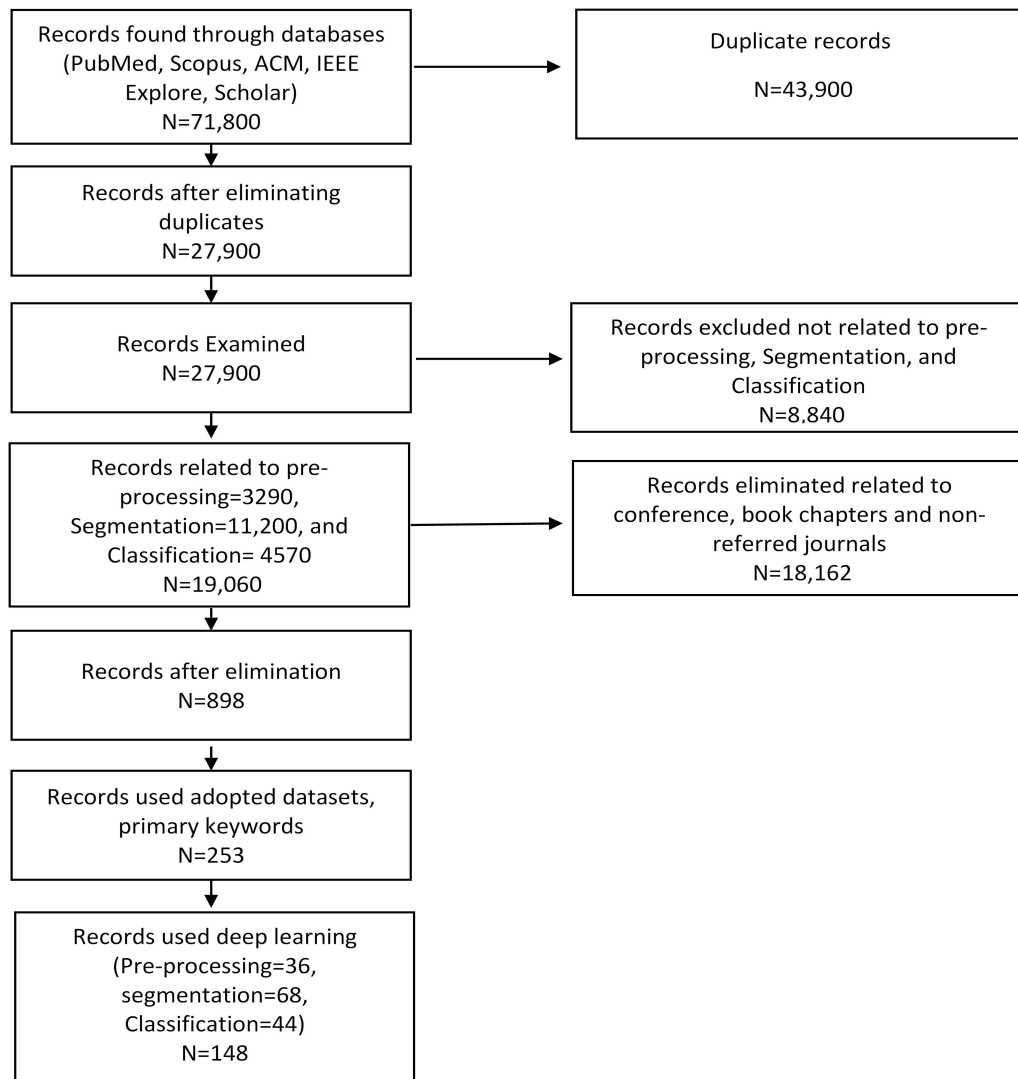 Records found through databases
(PubMed, Scopus, ACM, IEEE
Explore, Scholar)
N=71,800
Duplicate records
N=43,900
Records after eliminating
duplicates
N=27,900
Records Examined
N=27,900
Records excluded not related to pre-
processing, Segmentation, and
Classification
N=8,840
Records related to pre-
processing=3290,
Segmentation=11,200, and
Classification= 4570
N=19,060
Records eliminated related to
conference, book chapters and non-
referred journals
N=18,162
Records after elimination
N=898
Records used adopted datasets,
primary keywords
N=253
Records used deep learning
(Pre-processing=36,
segmentation=68,
Classification=44)
N=148